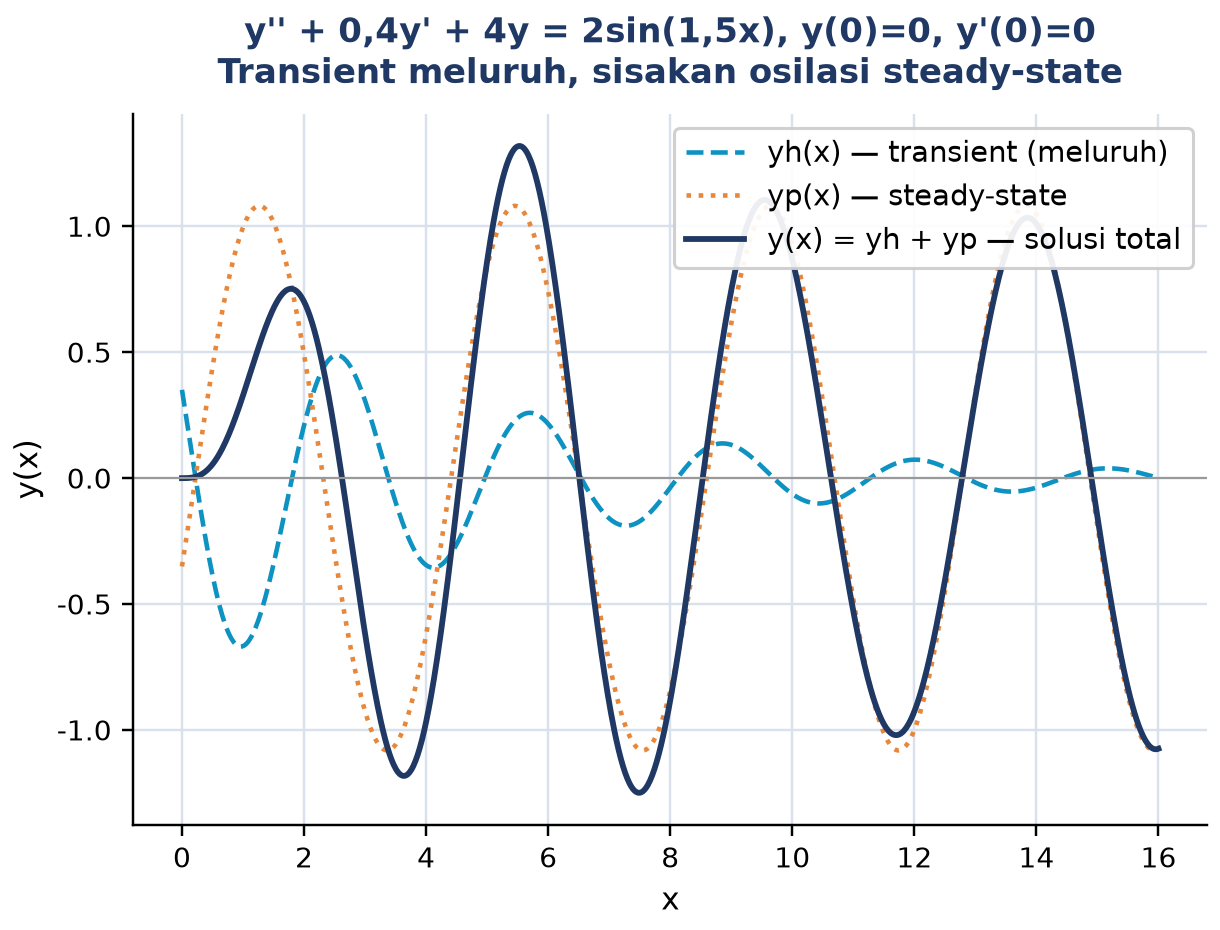 y'' + 0,4y' + 4y = 2sin(1,5x), y(0)=0, y'(0)=0
Transient meluruh, sisakan osilasi steady-state
yh(x) — transient (meluruh)
yp(x) — steady-state
y(x) = yh + yp — solusi total
1.0
0.5
0.0
-0.5
-1.0
y(x)
0 2 4 6 8 10 12 14 16
x